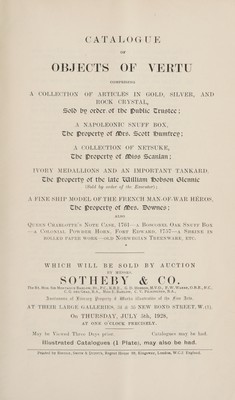 CATALOGUE
OF
OBJECTS OF VERTU
COMPRISING
A COLLECTION OF ARTICLES IN GOLD, SILVER, AND
ROCK CRYSTAL,
Sold by order of the Public Trustee;
A NAPOLEONIC SNUFF BOX,
The Property of Mrs. Scott Humfrey;
A COLLECTION OF NETSUKE,
The Property of Miss Scanlan;
IVORY MEDALLIONS AND AN IMPORTANT TANKARD.
The Property of the late William Hobson Glennie
(Sold by order of the Executor);
A FINE SHIP MODEL OF THE FRENCH MAN-OF-WAR HÉROS,
The Property of Mrs. Downes;
ALSO
QUEEN CHARLOTTE'S NOTE CASE, 1761—A BOSCOBEL OAK SNUFF BOX
—A COLONIAL POWDER HORN, FORT EDWARD, 1757—A SHRINE IN
ROLLED PAPER WORK—OLD NORWEGIAN TREENWARE, ETC.
WHICH WILL BE SOLD BY AUCTION
BY MESSRS.
SOTHEBY & CO.
Auctioneers of Literary Property & Works illustrative of the Fine Arts,
AT THEIR LARGE GALLERIES, 34 & 35 NEW BOND STREET, W.(1),
On THURSDAY, JULY 5th, 1928,
AT ONE O'CLOCK PRECISELY.
May be Viewed Three Days prior. Catalogues may be had.
Illustrated Catalogues (1 Plate), may also be had.